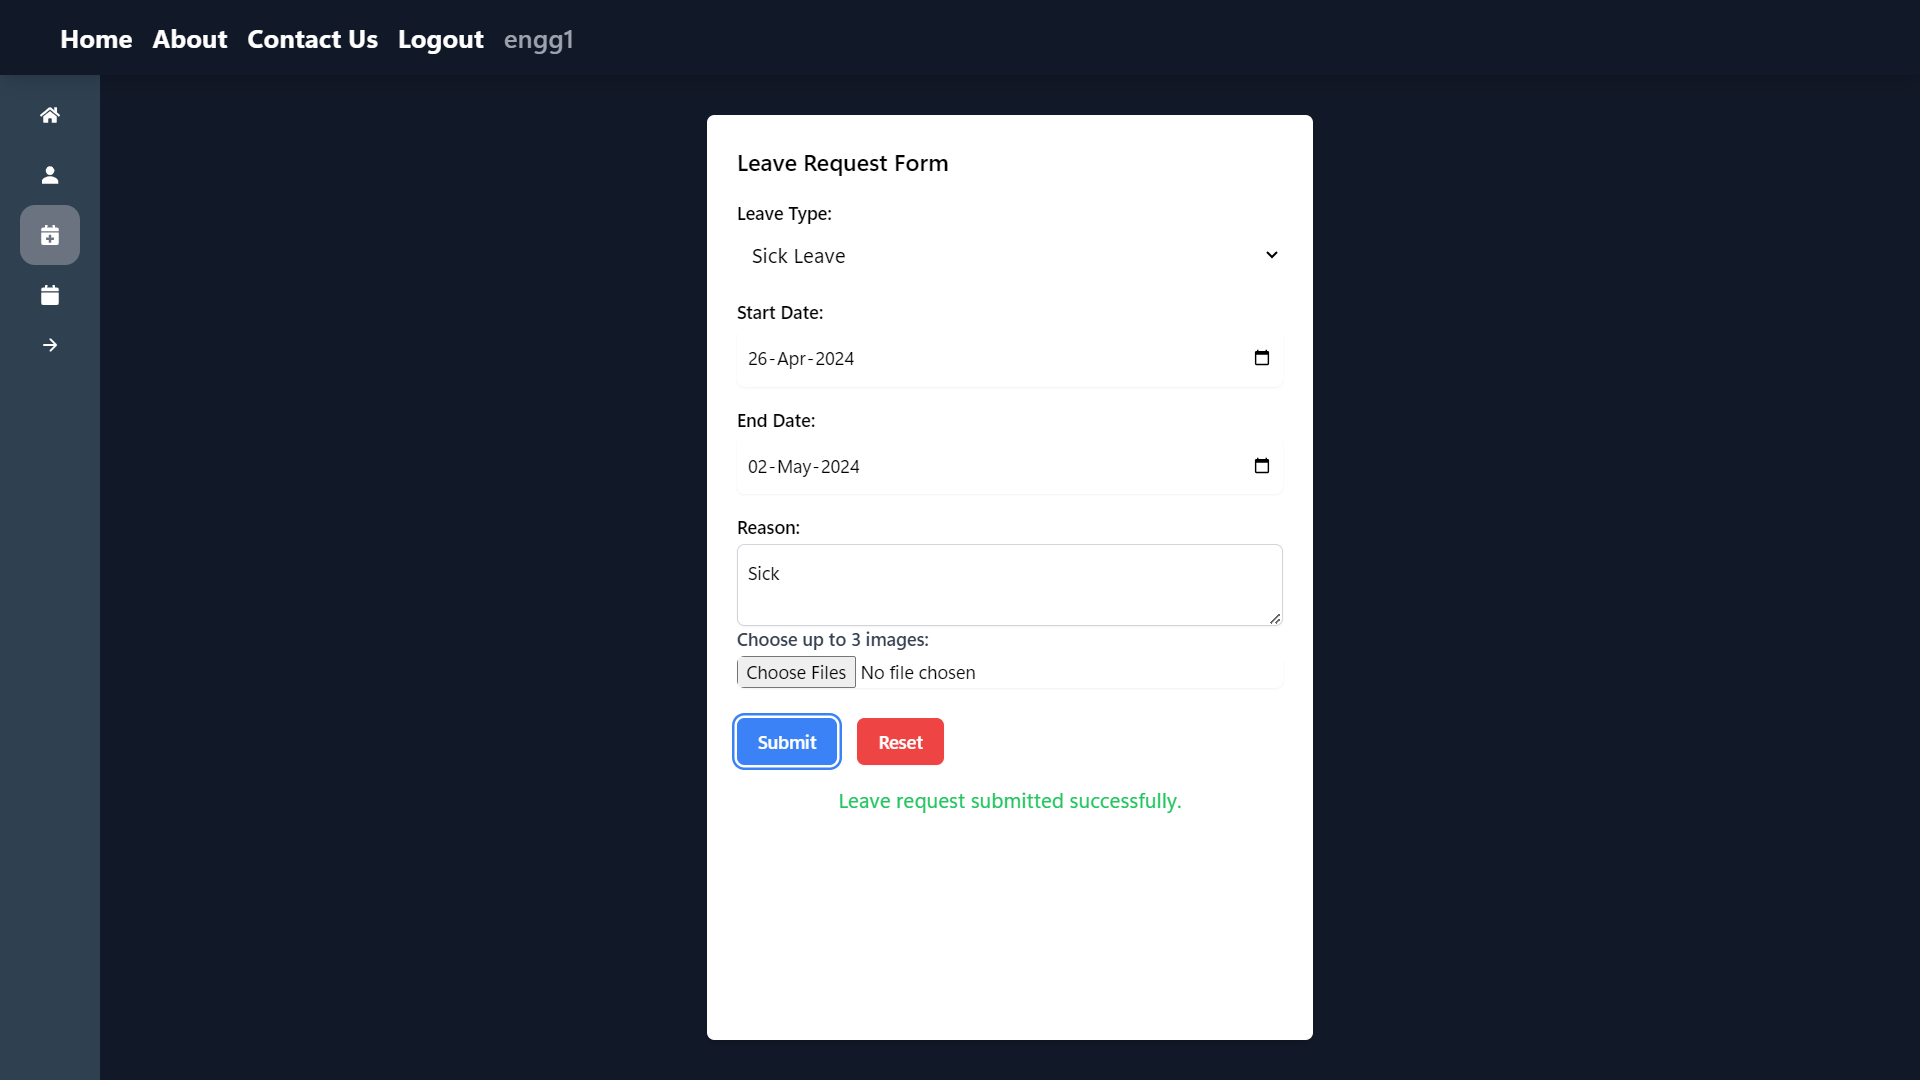 Home About Contact Us Logout engg1
Leave Request Form
Leave Type:
Sick Leave
Start Date:
26-Apr-2024
End Date:
02-May-2024
Reason:
Sick
Choose up to 3 images:
Choose Files No file chosen
Submit Reset
Leave request submitted successfully.